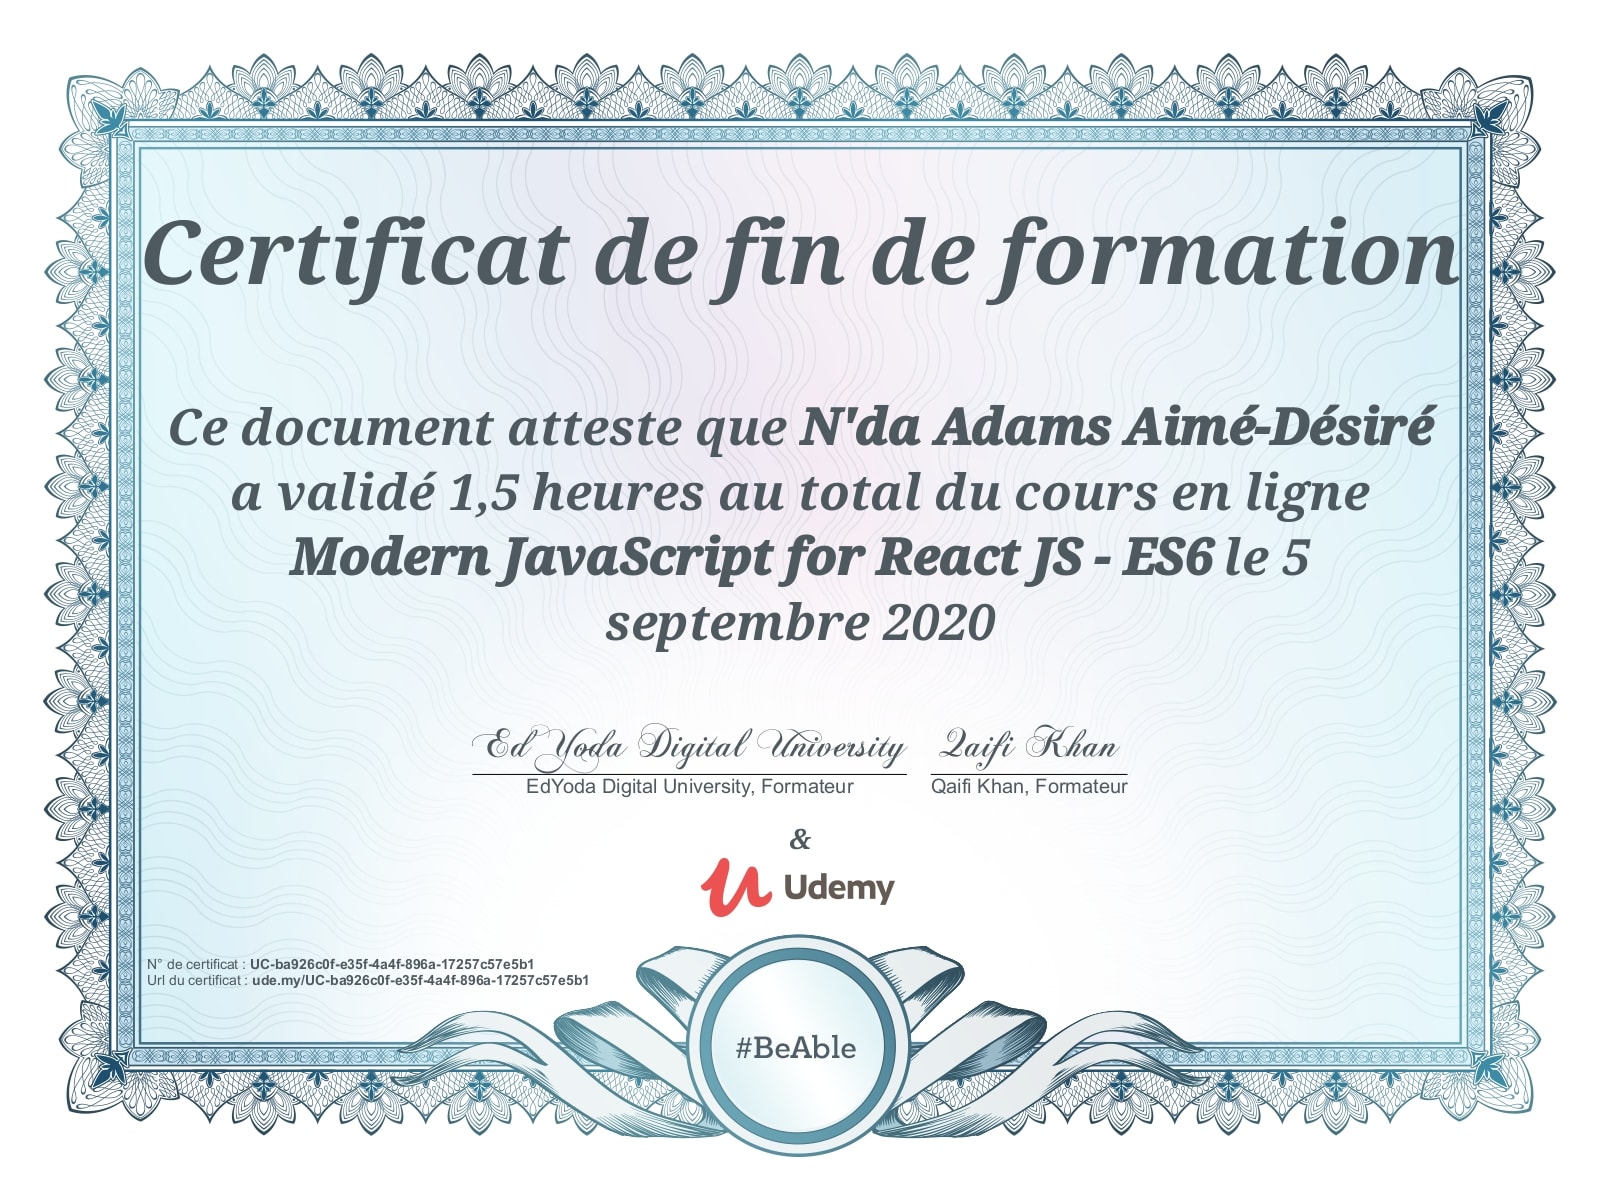 Certificat de fin de formation
Ce document atteste que N'da Adams Aimé-Désiré
a validé 1,5 heures au total du cours en ligne
Modern JavaScript for React JS - ES6 le 5
septembre 2020
Ed Yoda Digital University Qaifi Khan
EdYoda Digital University, Formateur Qaifi Khan, Formateur
&
Udemy
N° de certificat : UC-ba926c0f-e35f-4a4f-896a-17257c57e5b1
Url du certificat : ude.my/UC-ba926c0f-e35f-4a4f-896a-17257c57e5b1
#BeAble